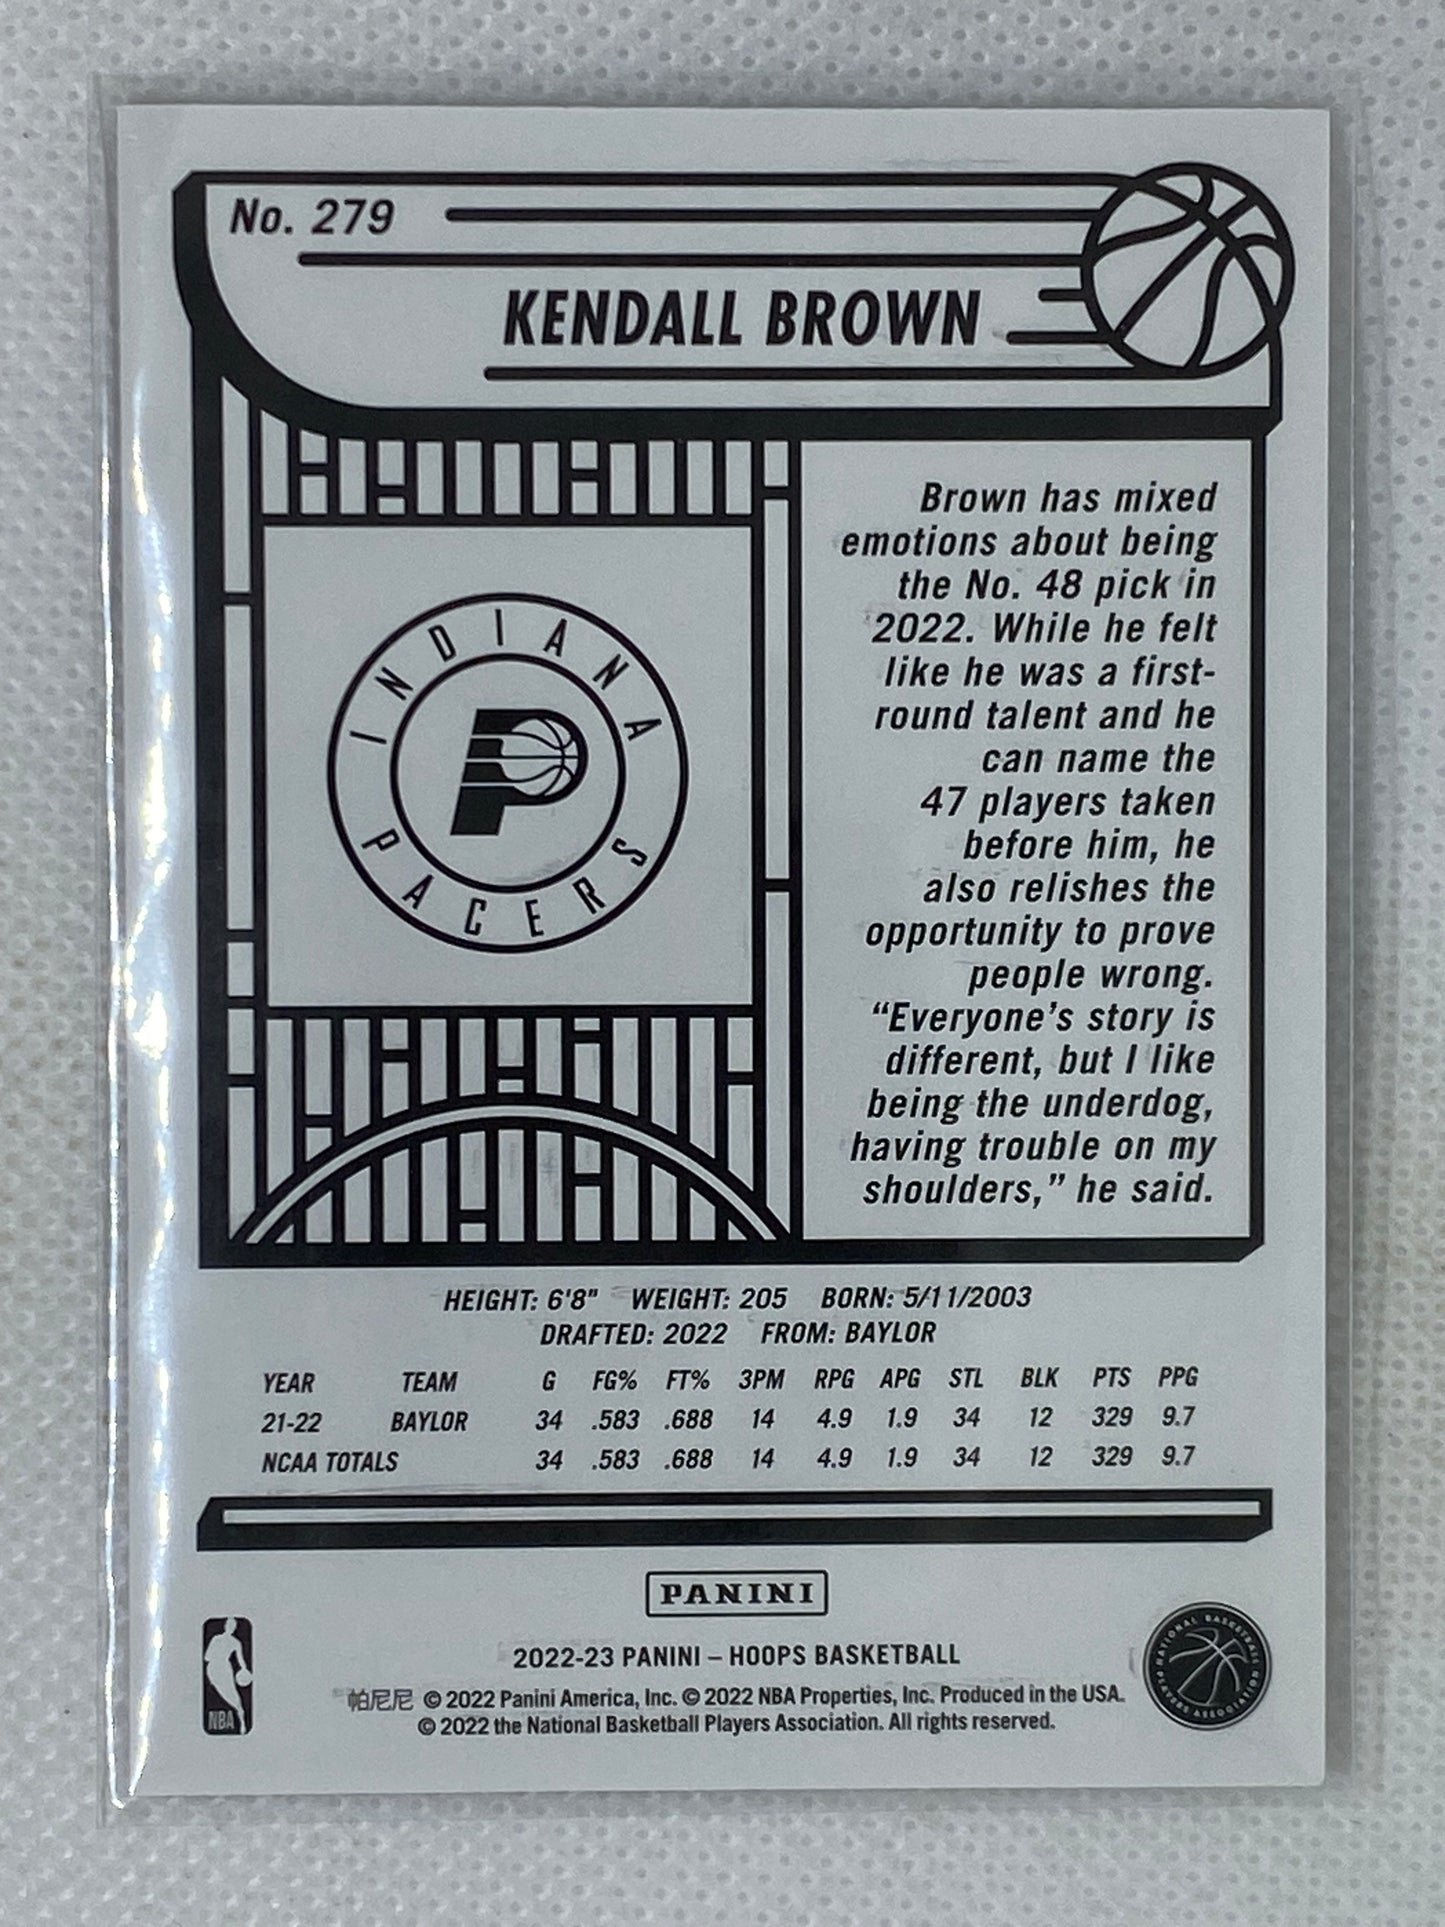 No. 279
KENDALL BROWN
INDIANA
PACERS
Brown has mixed
emotions about being
the No. 48 pick in
2022. While he felt
like he was a first-
round talent and he
can name the
47 players taken
before him, he
also relishes the
opportunity to prove
people wrong.
“Everyone’s story is
different, but I like
being the underdog,
having trouble on my
shoulders,” he said.
HEIGHT: 6'8" WEIGHT: 205 BORN: 5/11/2003
DRAFTED: 2022 FROM: BAYLOR
YEAR TEAM G FG% FT% 3PM RPG APG STL BLK PTS PPG
21-22 BAYLOR 34 .583 .688 14 4.9 1.9 34 12 329 9.7
NCAA TOTALS 34 .583 .688 14 4.9 1.9 34 12 329 9.7
PANINI
2022-23 PANINI – HOOPS BASKETBALL
帕尼尼 © 2022 Panini America, Inc. © 2022 NBA Properties, Inc. Produced in the USA.
© 2022 the National Basketball Players Association. All rights reserved.
NBA
NATIONAL BASKETBALL PLAYERS ASSOCIATION